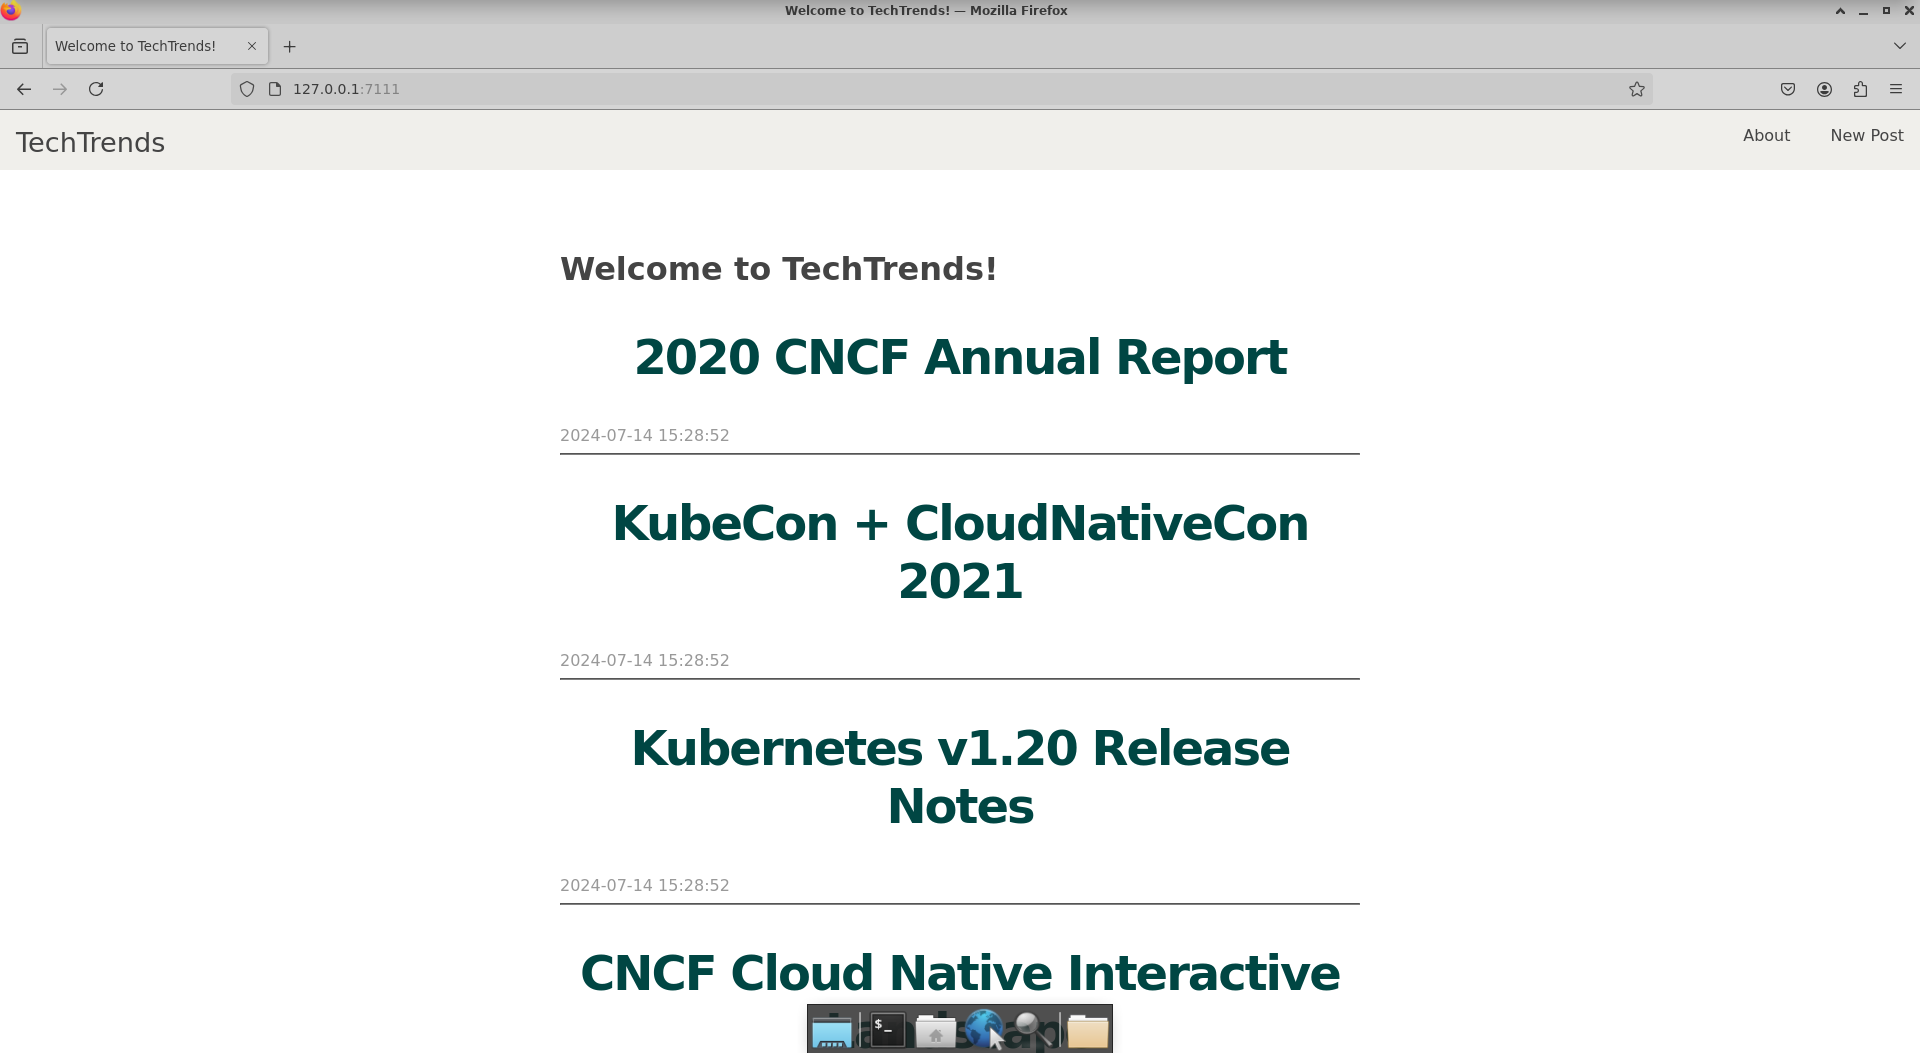 Welcome to TechTrends! — Mozilla Firefox
Welcome to TechTrends!
127.0.0.1:7111
TechTrends
About
New Post
Welcome to TechTrends!
2020 CNCF Annual Report
2024-07-14 15:28:52
KubeCon + CloudNativeCon
2021
2024-07-14 15:28:52
Kubernetes v1.20 Release
Notes
2024-07-14 15:28:52
CNCF Cloud Native Interactive
$_